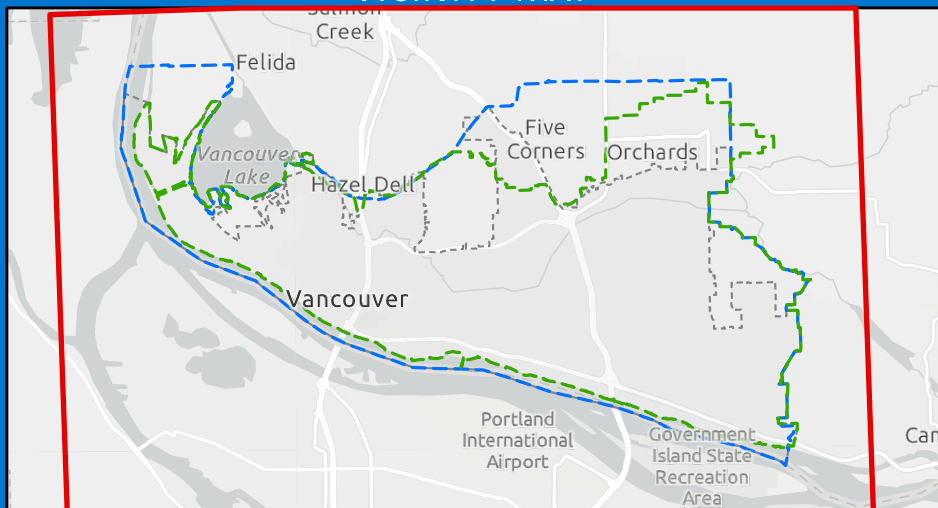 Salmon
Creek
Felida
Five
Corners
Orchards
Vancouver
Lake
Hazel Dell
Vancouver
Portland
International
Airport
Government
Island State
Recreation
Area